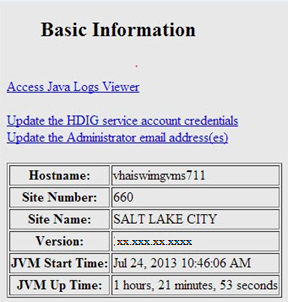 Basic Information
Access Java Logs Viewer
Update the HDIG service account credentials
Update the Administrator email address(es)
Hostname: vhaiswimgvms711
Site Number: 660
Site Name: SALT LAKE CITY
Version: xx.xxx.xx.xxxx
JVM Start Time: Jul 24, 2013 10:46:06 AM
JVM Up Time: 1 hours, 21 minutes, 53 seconds